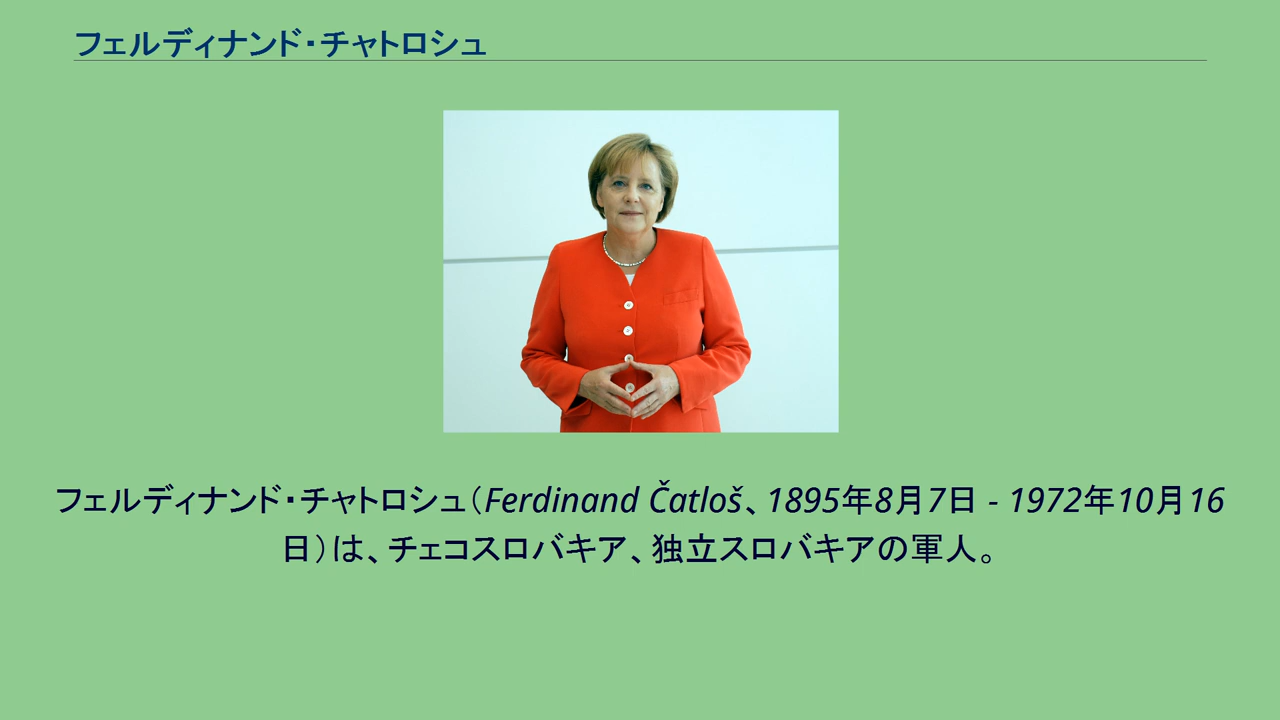 フェルディナンド・チャトロシュ
フェルディナンド・チャトロシュ（Ferdinand Čatloš、1895年8月7日 - 1972年10月16
日）は、チェコスロバキア、独立スロバキアの軍人。